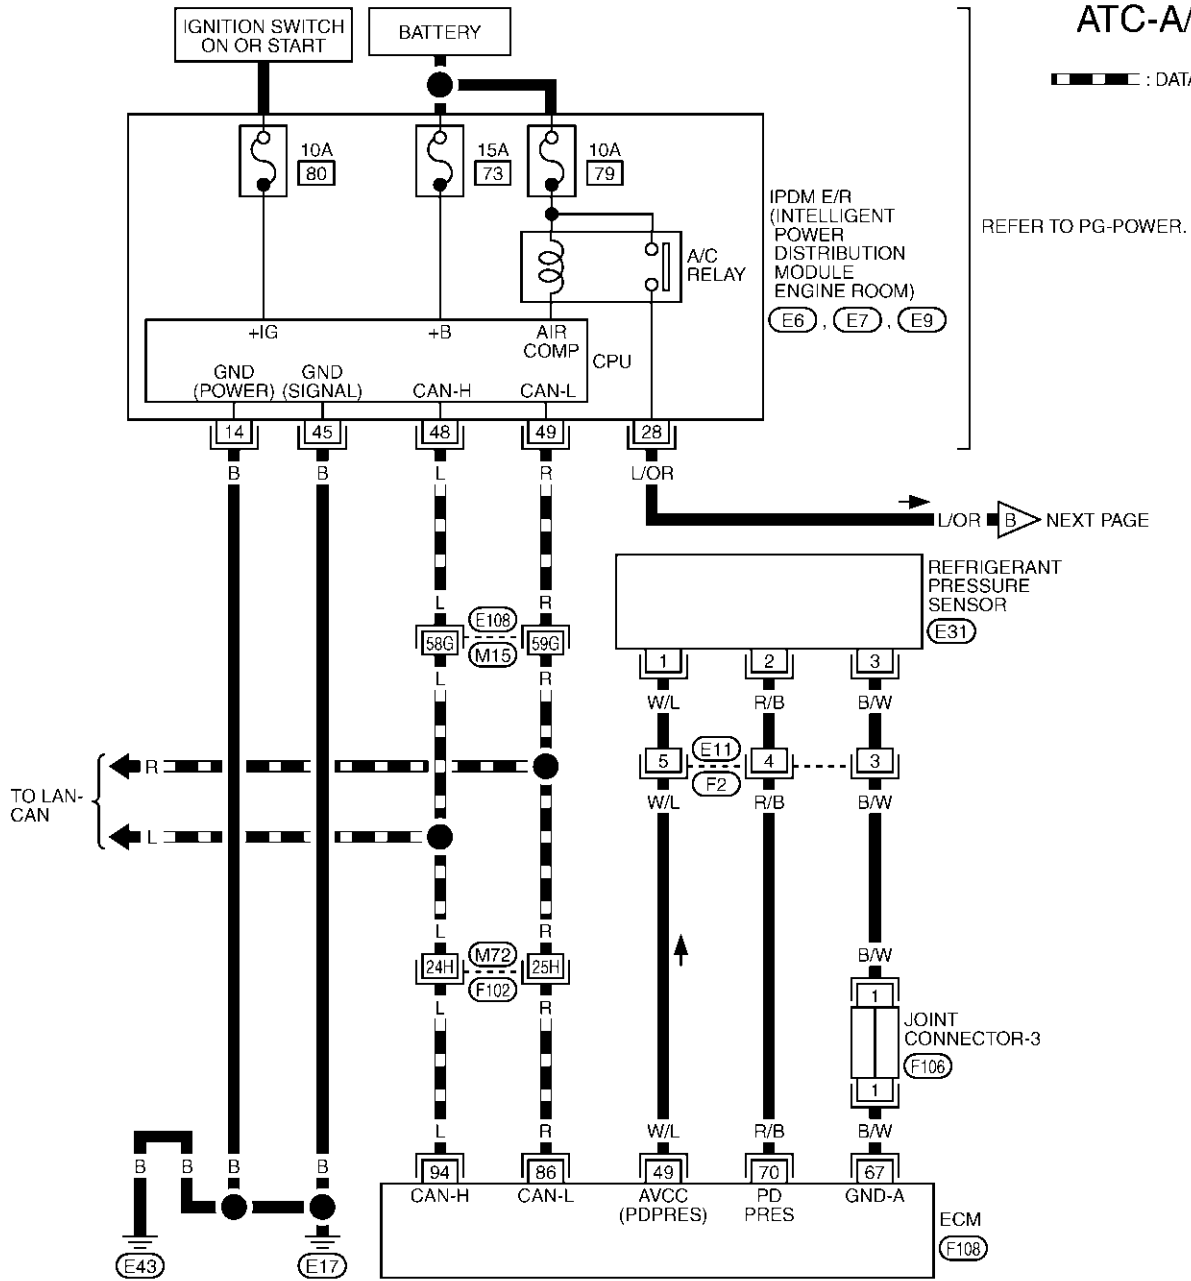 ATC-A/
IGNITION SWITCH
ON OR START
BATTERY
: DATA
10A
80
15A
73
10A
79
IPDM E/R
(INTELLIGENT
POWER
DISTRIBUTION
MODULE
ENGINE ROOM)
E6 , E7 , E9
REFER TO PG-POWER.
A/C
RELAY
+IG
+B
AIR
COMP
CPU
GND
(POWER)
GND
(SIGNAL)
CAN-H
CAN-L
14
45
48
49
28
B
B
L
R
L/OR
L/OR
B
NEXT PAGE
REFRIGERANT
PRESSURE
SENSOR
E31
L
R
58G
E108
M15
59G
L
R
1
2
3
W/L
R/B
B/W
5
E11
F2
4
3
W/L
R/B
B/W
TO LAN-
CAN
R
L
L
R
24H
M72
F102
25H
L
R
B/W
1
JOINT
CONNECTOR-3
F106
1
L
R
W/L
R/B
B/W
B
B
B
B
94
86
49
70
67
CAN-H
CAN-L
AVCC
(PDPRES)
PD
PRES
GND-A
ECM
F108
E43
E17